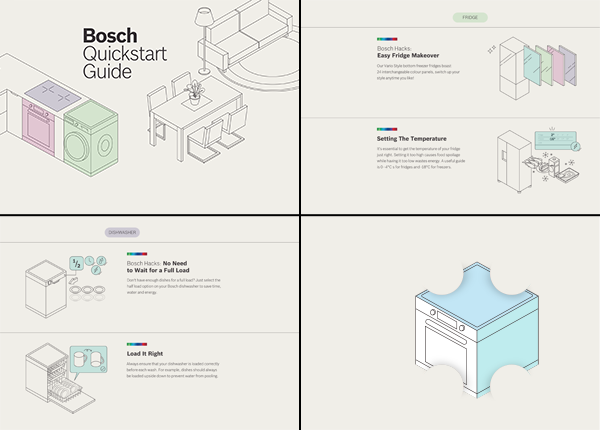 Bosch
Quickstart
Guide
FRIDGE
Bosch Hacks:
Easy Fridge Makeover
Our Vario Style bottom freezer fridges boast
20 interchangeable colour panels, switch up your
style anytime you like!
Setting The Temperature
It's essential to get the temperature of your fridge
just right. Setting it too high causes food spoilage
while having it too low wastes energy. A useful guide
is 0 - 4°C's for fridges and -18°C for freezers.
DISHWASHER
Bosch Hacks: No Need
to Wait for a Full Load
Don't have enough dishes for a full load? Just select the
half load option on your Bosch dishwasher to save time,
water and energy.
1/2
Load It Right
Always ensure that your dishwasher is loaded correctly
before each wash. For example, dishes should always
be loaded upside down to prevent water pooling.